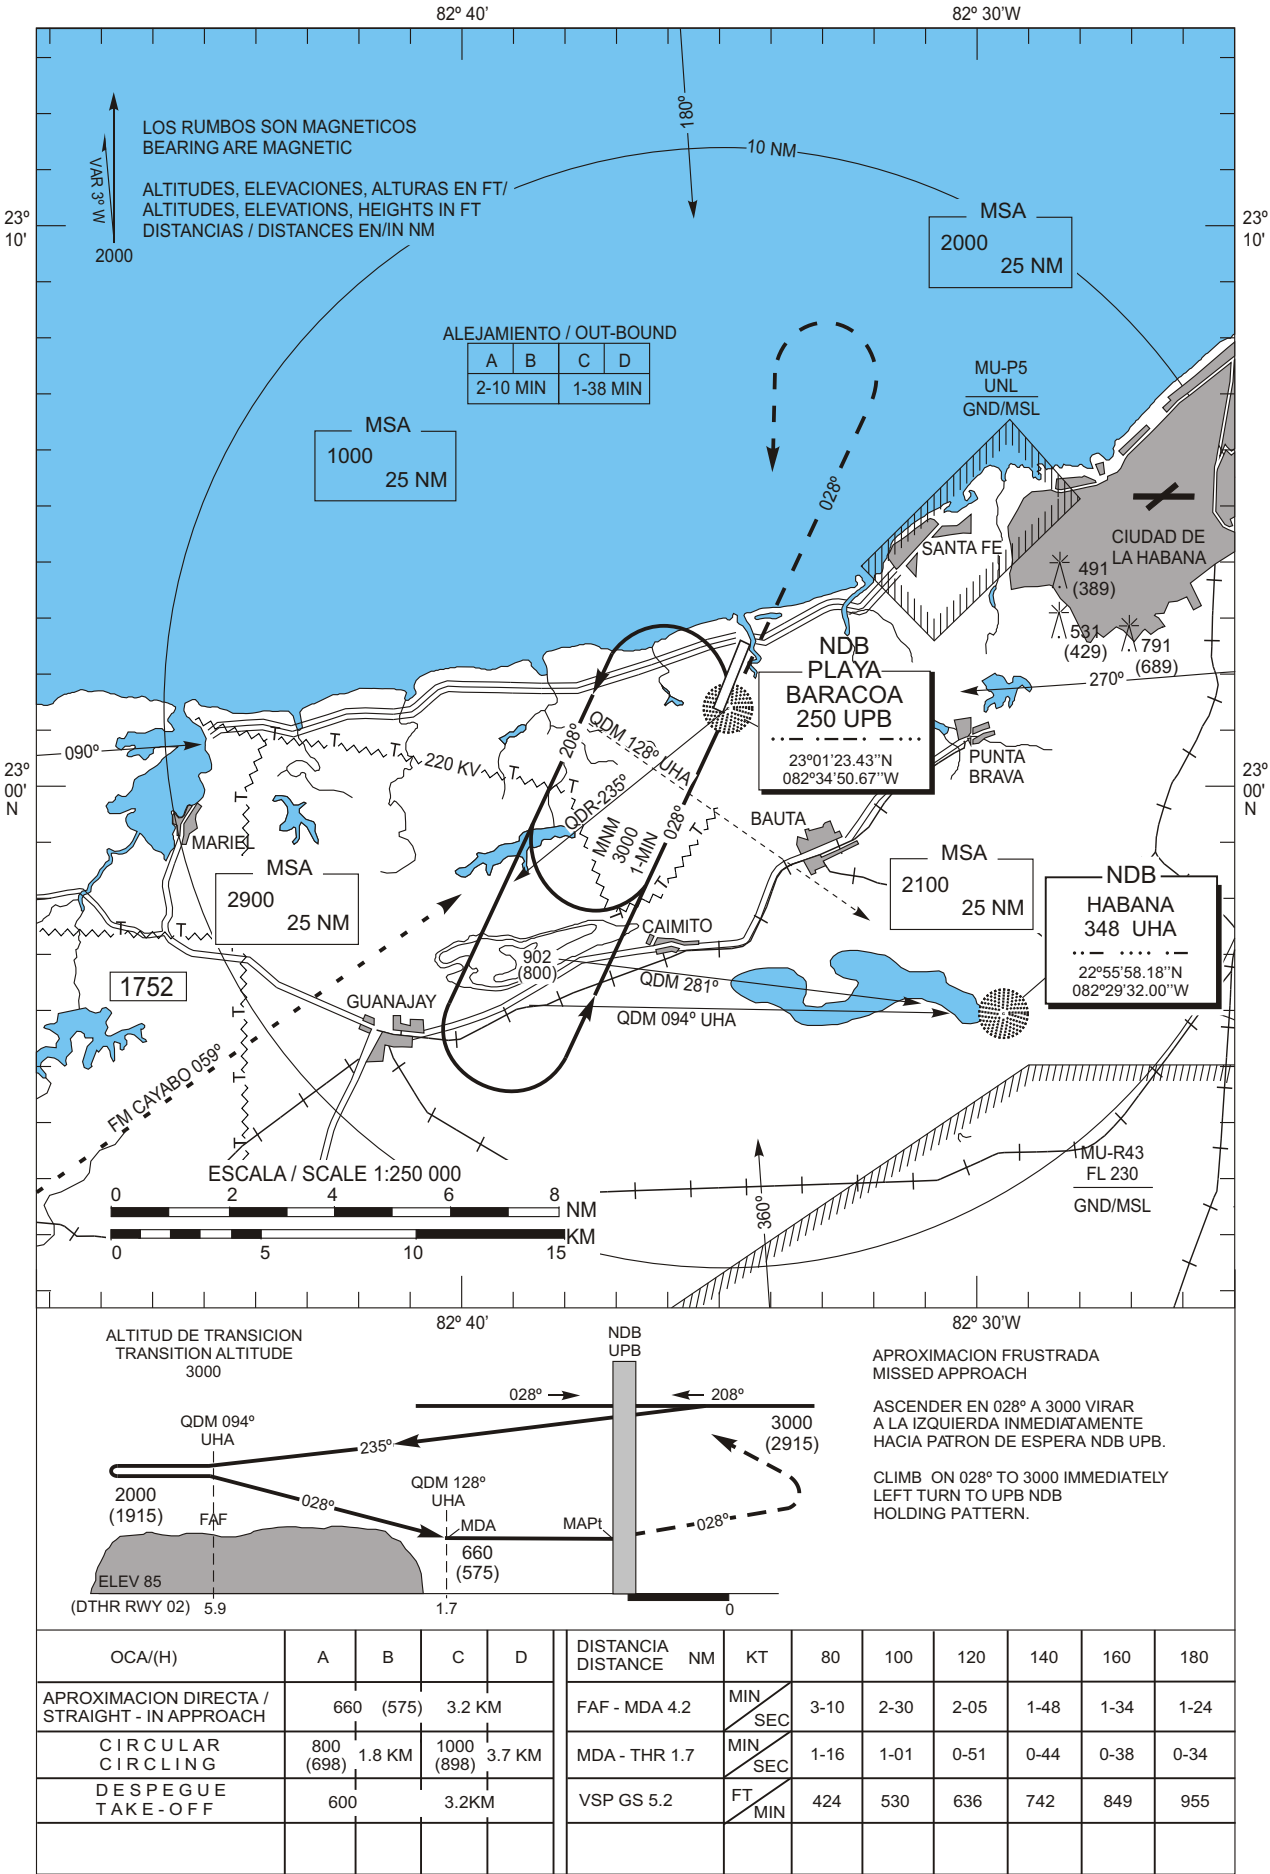 82º 40'
82º 30'W
LOS RUMBOS SON MAGNETICOS
BEARING ARE MAGNETIC
ALTITUDES, ELEVACIONES, ALTURAS EN FT/
ALTITUDES, ELEVATIONS, HEIGHTS IN FT
DISTANCIAS / DISTANCES EN/IN NM
VAR 3º W
2000
180º
10 NM
23º
10'
23º
10'
MSA
2000
25 NM
ALEJAMIENTO / OUT-BOUND
A B C D
2-10 MIN 1-38 MIN
MU-P5
UNL
GND/MSL
MSA
1000
25 NM
028º
SANTA FE
CIUDAD DE
LA HABANA
491
(389)
531
(429)
791
(689)
270º
NDB
PLAYA
BARACOA
250 UPB
23º01'23.43''N
082º34'50.67''W
PUNTA
BRAVA
090º
220 KV
T T T T T T T T T T T T T
208º
QDM 128º UHA
QDR-235º
MNM
3000
1-MIN
028º
23º
00'
N
23º
00'
N
MARIEL
BAUTA
MSA
2900
25 NM
MSA
2100
25 NM
NDB
HABANA
348 UHA
22º55'58.18''N
082º29'32.00''W
CAIMITO
902
(800)
QDM 281º
QDM 094º UHA
1752
GUANAJAY
FM CAYABO 059º
MU-R43
FL 230
GND/MSL
360º
ESCALA / SCALE 1:250 000
0 2 4 6 8 NM
0 5 10 15 KM
82º 40'
82º 30'W
ALTITUD DE TRANSICION
TRANSITION ALTITUDE
3000
NDB
UPB
028º
208º
3000
(2915)
QDM 094º
UHA
235º
2000
(1915)
FAF
028º
QDM 128º
UHA
MDA
MAPt
660
(575)
028º
ELEV 85
(DTHR RWY 02) 5.9 1.7 0
APROXIMACION FRUSTRADA
MISSED APPROACH
ASCENDER EN 028º A 3000 VIRAR
A LA IZQUIERDA INMEDIATAMENTE
HACIA PATRON DE ESPERA NDB UPB.
CLIMB ON 028º TO 3000 IMMEDIATELY
LEFT TURN TO UPB NDB
HOLDING PATTERN.
OCA/(H) A B C D
APROXIMACION DIRECTA /
STRAIGHT - IN APPROACH
660 (575) 3.2 KM
CIRCULAR
CIRCLING
800
(698)
1.8 KM
1000
(898)
3.7 KM
DESPEGUE
TAKE-OFF
600 3.2KM
DISTANCIA
DISTANCE NM KT 80 100 120 140 160 180
FAF - MDA 4.2 MIN SEC 3-10 2-30 2-05 1-48 1-34 1-24
MDA - THR 1.7 MIN SEC 1-16 1-01 0-51 0-44 0-38 0-34
VSP GS 5.2 FT MIN 424 530 636 742 849 955